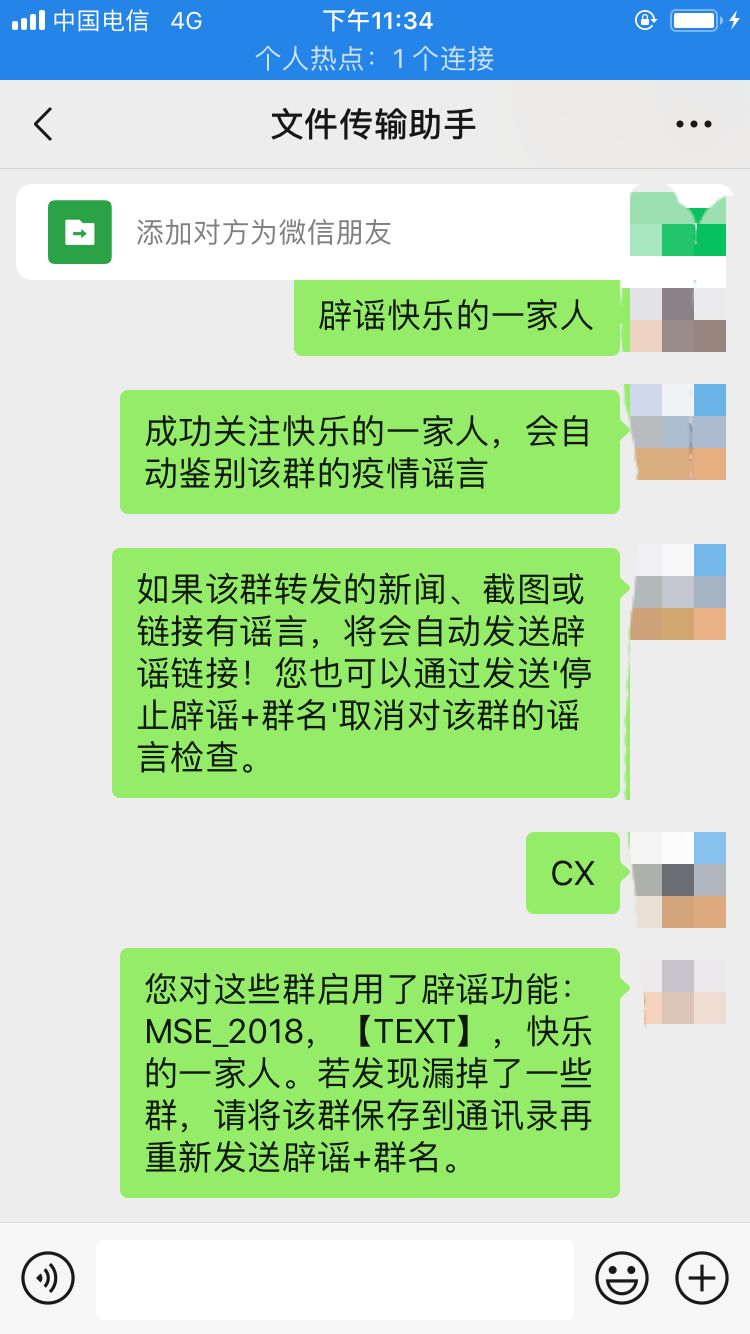 中国电信 4G 下午11:34
个人热点：1 个连接
文件传输助手
添加对方为微信朋友
辟谣快乐的一家人
成功关注快乐的一家人，会自
动鉴别该群的疫情谣言
如果该群转发的新闻、截图或
链接有谣言，将会自动发送辟
谣链接！您也可以通过发送'停
止辟谣+群名'取消对该群的谣
言检查。
CX
您对这些群启用了辟谣功能：
MSE_2018，【TEXT】，快乐
的一家人。若发现漏掉了一些
群，请将该群保存到通讯录再
重新发送辟谣+群名。